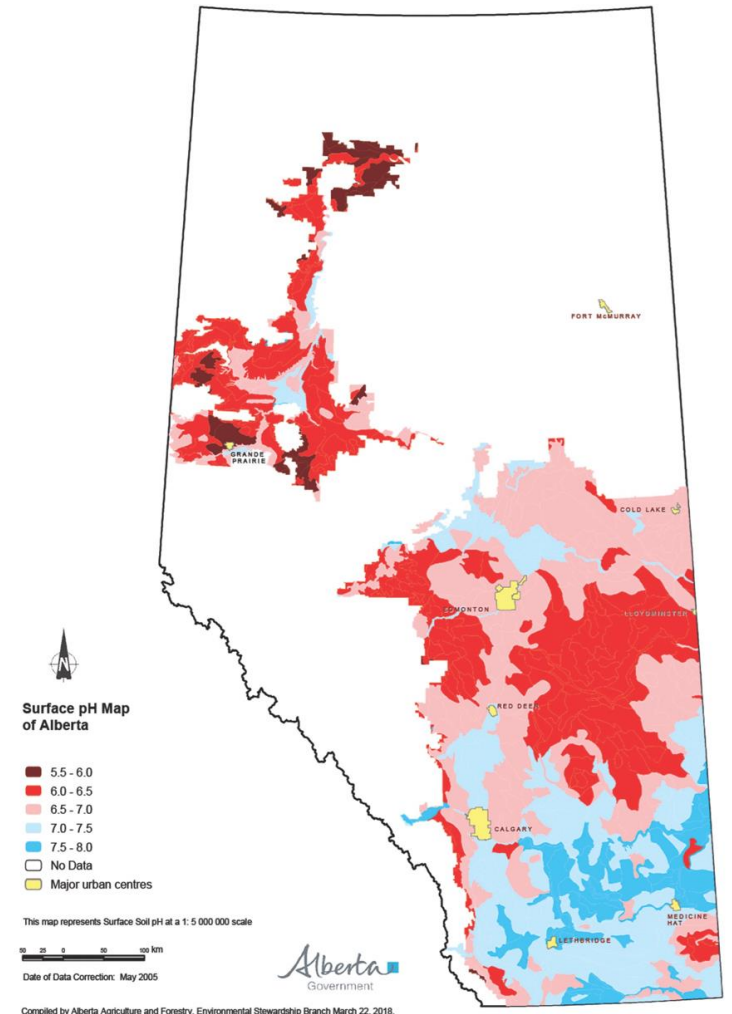 FORT McMURRAY
GRANDE
PRAIRIE
COLD LAKE
EDMONTON
LLOYDMINSTER
RED DEER
CALGARY
MEDICINE
HAT
LETHBRIDGE
N
Surface pH Map
of Alberta
5.5 - 6.0
6.0 - 6.5
6.5 - 7.0
7.0 - 7.5
7.5 - 8.0
No Data
Major urban centres
This map represents Surface Soil pH at a 1: 5 000 000 scale
50 25 0 50 100 km
Date of Data Correction: May 2005
Alberta
Government
Compiled by Alberta Agriculture and Forestry, Environmental Stewardship Branch March 22, 2018.